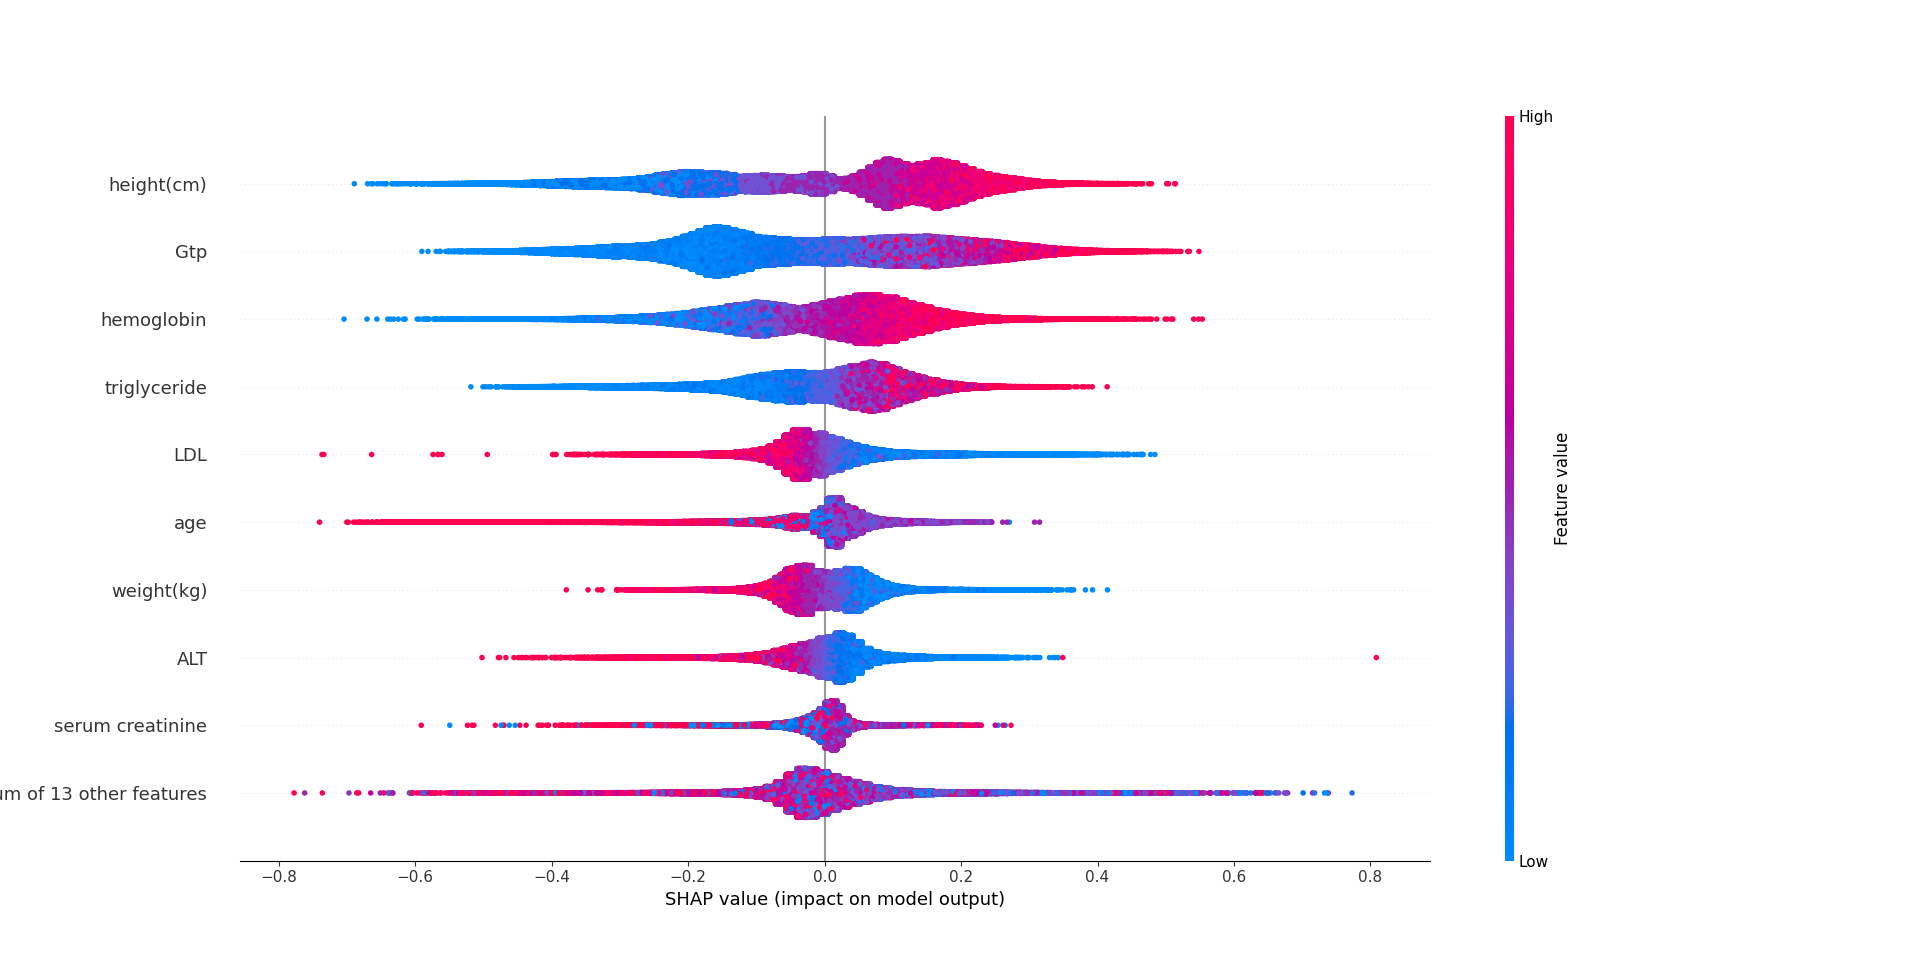 High
height(cm)
Gtp
hemoglobin
triglyceride
LDL
age
weight(kg)
ALT
serum creatinine
of 13 other features
Low
−0.8 −0.6 −0.4 −0.2 0.0 0.2 0.4 0.6 0.8
SHAP value (impact on model output)
Feature value